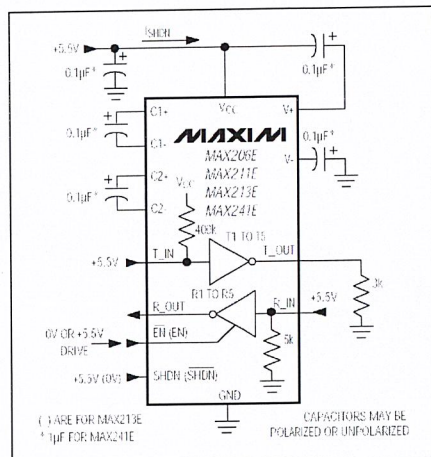 ISHDN
+5.5V
0.1µF*
0.1µF*
VCC
V+
C1+
0.1µF*
C1-
MAXIM
MAX206E
V-
0.1µF*
C2+
MAX211E
0.1µF*
C2-
VCC
MAX213E
MAX241E
400k
T1 TO T5
+5.5V
T_IN
T_OUT
3k
R1 TO R5
R_OUT
R_IN
+5.5V
0V OR +5.5V
DRIVE
EN (EN)
5k
+5.5V (0V)
SHDN (SHDN)
GND
( ) ARE FOR MAX213E
* 1µF FOR MAX241E
CAPACITORS MAY BE
POLARIZED OR UNPOLARIZED